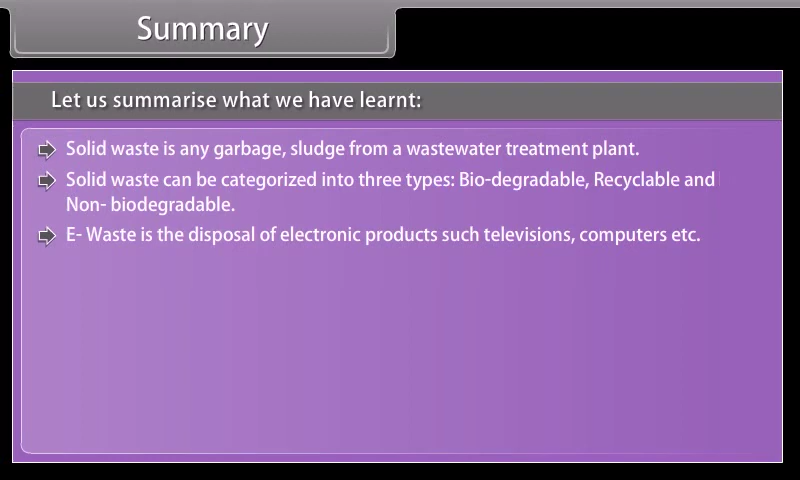 Summary
Let us summarise what we have learnt:
Solid waste is any garbage, sludge from a wastewater treatment plant.
Solid waste can be categorized into three types: Bio-degradable, Recyclable and
Non- biodegradable.
E- Waste is the disposal of electronic products such televisions, computers etc.